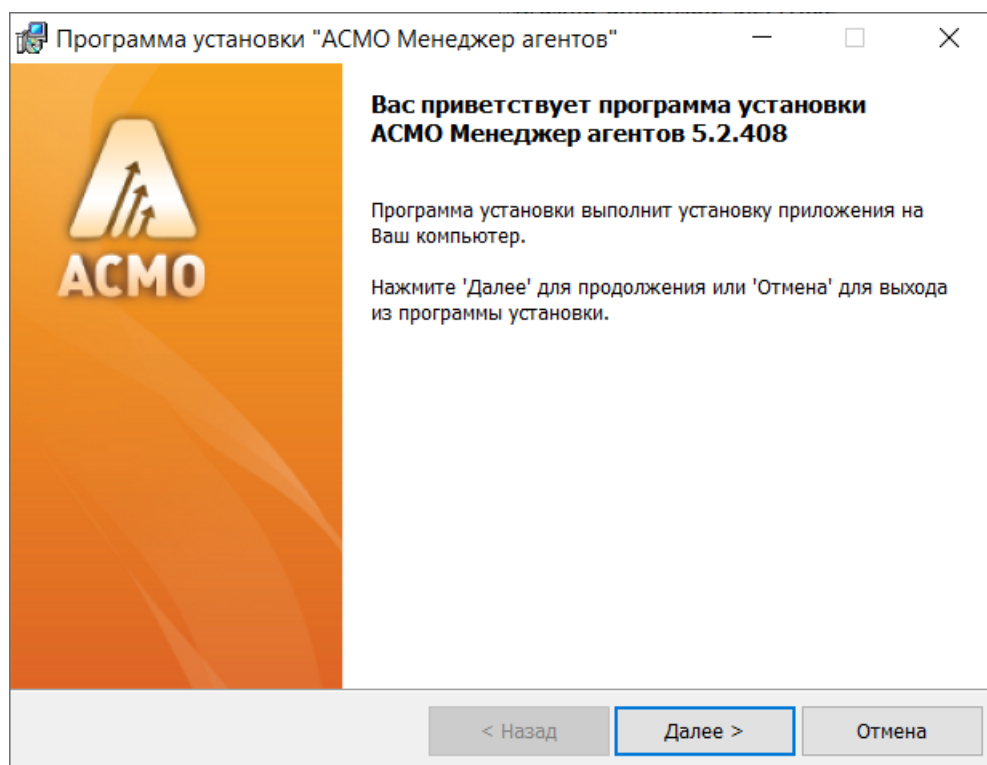 Программа установки "АСМО Менеджер агентов"
АСМО
Вас приветствует программа установки
АСМО Менеджер агентов 5.2.408
Программа установки выполнит установку приложения на
Ваш компьютер.
Нажмите 'Далее' для продолжения или 'Отмена' для выхода
из программы установки.
< Назад
Далее >
Отмена